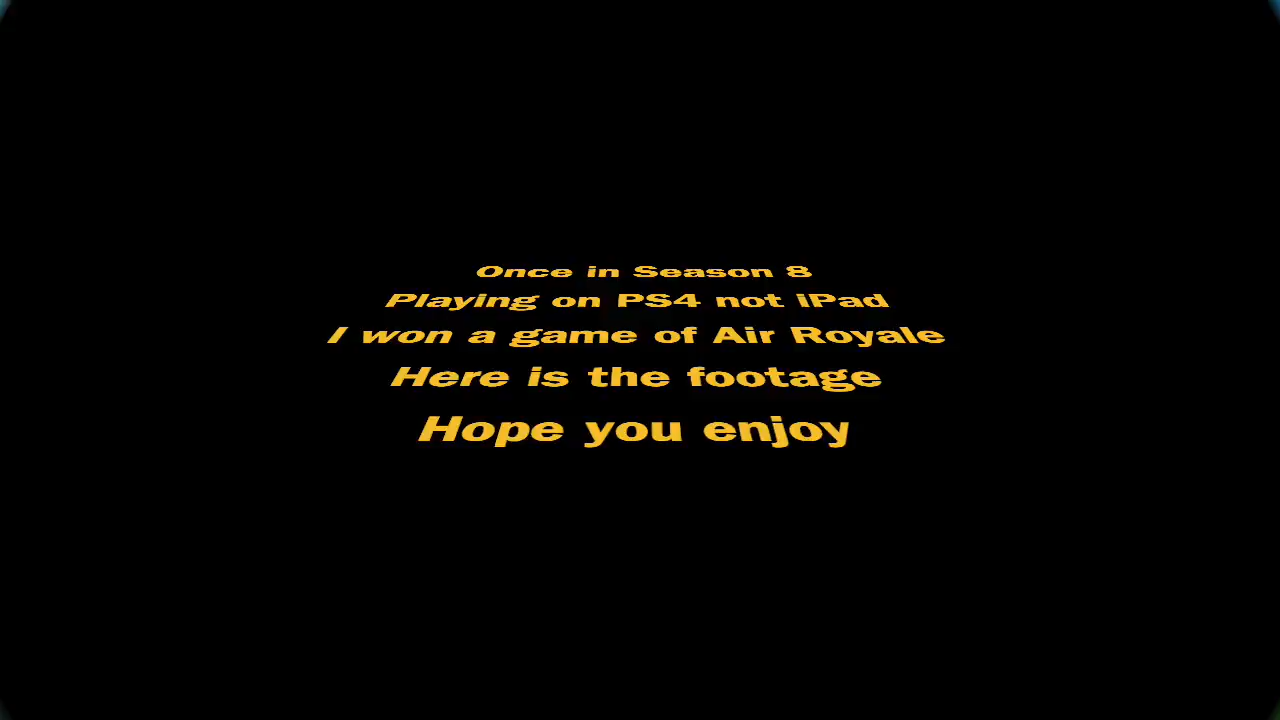 Once in Season 8
Playing on PS4 not iPad
I won a game of Air Royale
Here is the footage
Hope you enjoy